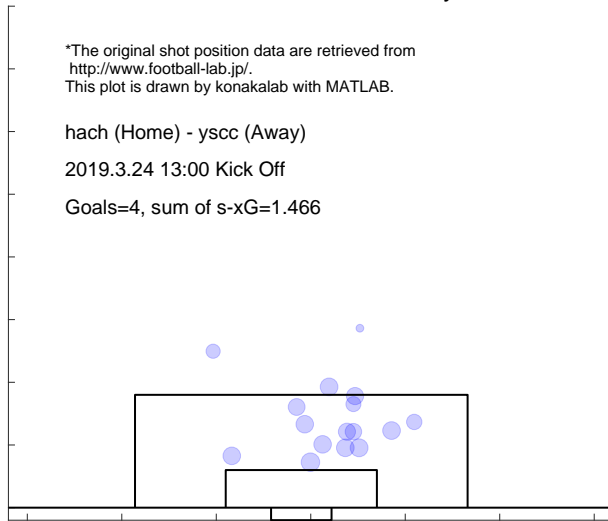 *The original shot position data are retrieved from
http://www.football-lab.jp/.
This plot is drawn by konakalab with MATLAB.
hach (Home) - yscc (Away)
2019.3.24 13:00 Kick Off
Goals=4, sum of s-xG=1.466